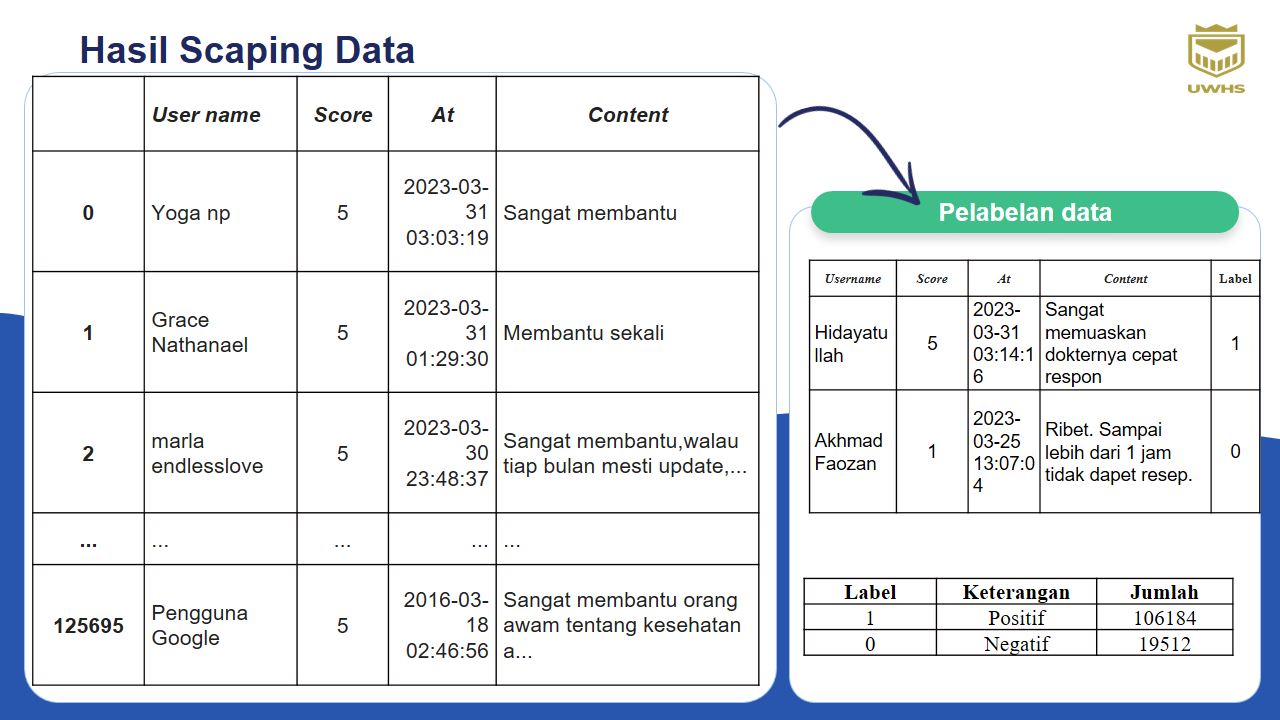 Hasil Scaping Data
UWHS
User name Score At Content
0 Yoga np 5 2023-03-31 03:03:19 Sangat membantu
1 Grace Nathanael 5 2023-03-31 01:29:30 Membantu sekali
2 marla endlesslove 5 2023-03-30 23:48:37 Sangat membantu,walau tiap bulan mesti update,...
... ... ... ... ...
125695 Pengguna Google 5 2016-03-18 02:46:56 Sangat membantu orang awam tentang kesehatan a...
Pelabelan data
Username Score At Content Label
Hidayatullah 5 2023-03-31 03:14:16 Sangat memuaskan dokternya cepat respon 1
Akhmad Faozan 1 2023-03-25 13:07:04 Ribet. Sampai lebih dari 1 jam tidak dapet resep. 0
Label Keterangan Jumlah
1 Positif 106184
0 Negatif 19512